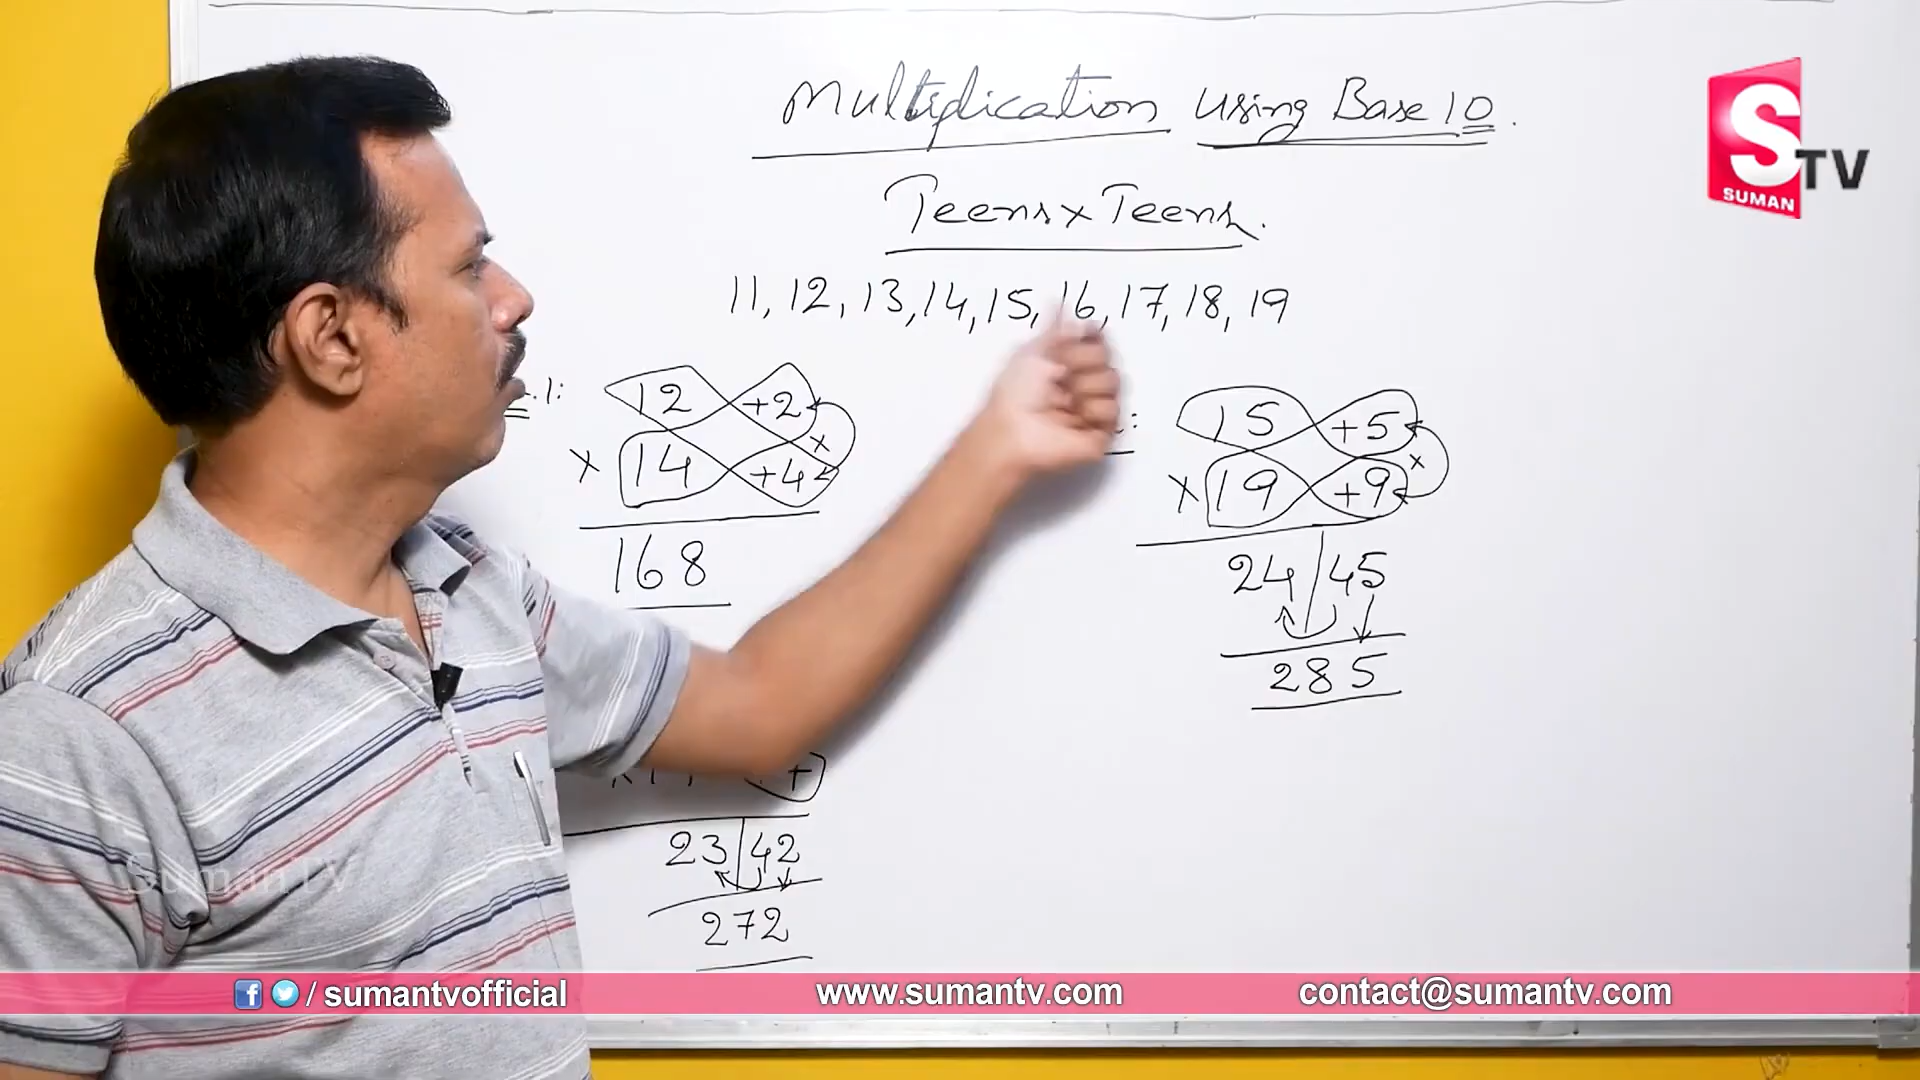 Multiplication Using Base 10.
Teens x Teens.
11, 12, 13, 14, 15, 16, 17, 18, 19
.1:
12 +2
x
x 14 +4
168
:
15 +5
x
x 19 +9
24 | 45
285
+
23 | 42
272
S TV
SUMAN
SumanTV
/ sumantvofficial
www.sumantv.com
contact@sumantv.com